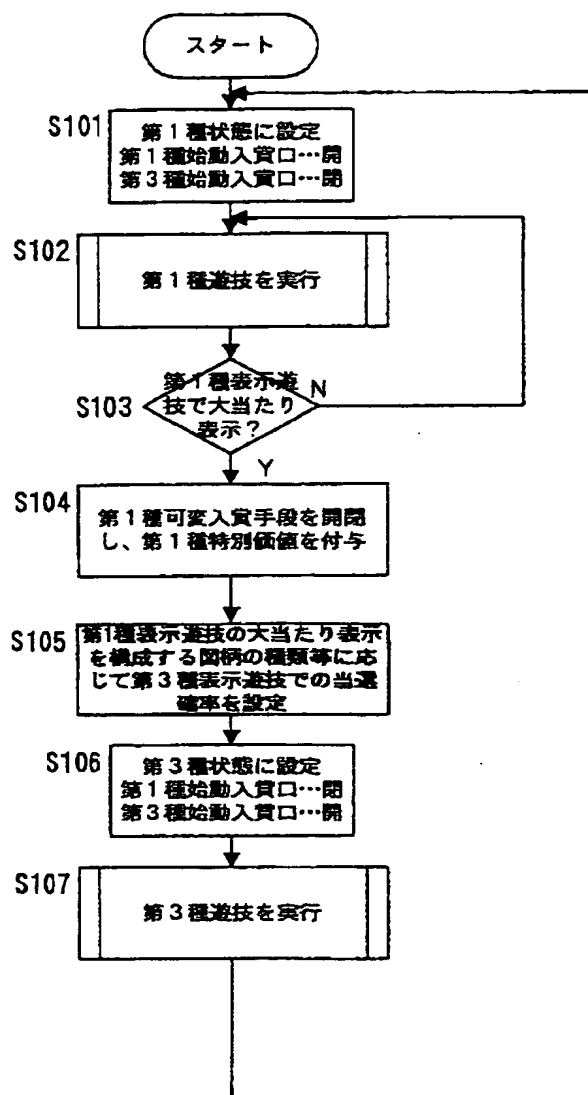 スタート
S101
第1種状態に設定
第1種始動入賞口…開
第3種始動入賞口…閉
S102
第1種遊技を実行
S103
第1種表示遊
技で大当たり
表示？
N
Y
S104
第1種可変入賞手段を開閉
し、第1種特別価値を付与
S105
第1種表示遊技の大当たり表示
を構成する図柄の種類等に応
じて第3種表示遊技での当選
確率を設定
S106
第3種状態に設定
第1種始動入賞口…閉
第3種始動入賞口…開
S107
第3種遊技を実行